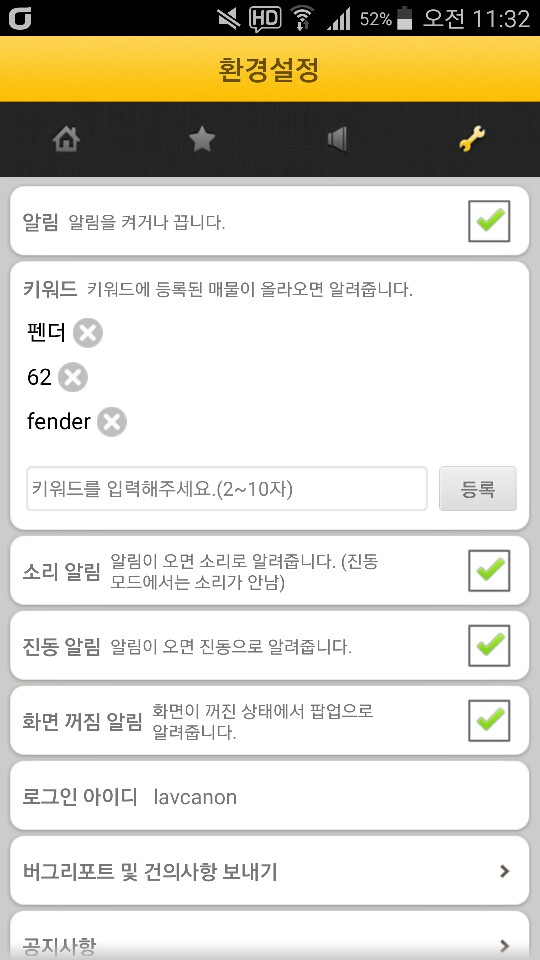 HD 52% 오전 11:32
환경설정
알림 알림을 켜거나 끕니다.
키워드 키워드에 등록된 매물이 올라오면 알려줍니다.
펜더
62
fender
키워드를 입력해주세요.(2~10자) 등록
소리 알림 알림이 오면 소리로 알려줍니다. (진동
모드에서는 소리가 안남)
진동 알림 알림이 오면 진동으로 알려줍니다.
화면 꺼짐 알림 화면이 꺼진 상태에서 팝업으로
알려줍니다.
로그인 아이디 lavcanon
버그리포트 및 건의사항 보내기
공지사항